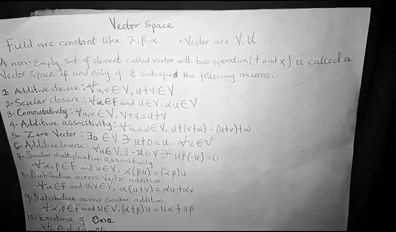 Vector Space
Field are constant like λ, β, α ..... Vector are V, U ...
A non-Empty set of element called vector with two operation (+ and x) is called a
Vector space if and only if it satisfied the following axioms.
1. Additive closure: ∀u,v ∈ V, u+v ∈ V
2. Scalar closure: ∀α∈f and u∈V, αu∈V
3. Commutativity: ∀u,v∈V, v+u=u+v
4. Additive associativity: ∀u,v,w∈V, u+(v+w)=(u+v)+w
5. Zero Vector: ∃0∈V ∋ u+0=u ∀u∈V
6. Additive inverse: ∀u∈V, ∃-u∈V ∋ u+(-u)=0
7. Scalar multiplication associativity
∀α,β∈f and u∈V, α(βu)=(αβ)u
8. Distributive across vector addition
∀α∈f and u,v∈V, α(u+v)=αu+αv
9. Distributive across scalar addition
∀α,β∈f and u∈V, (α+β)u=uα+uβ
10. Existence of One